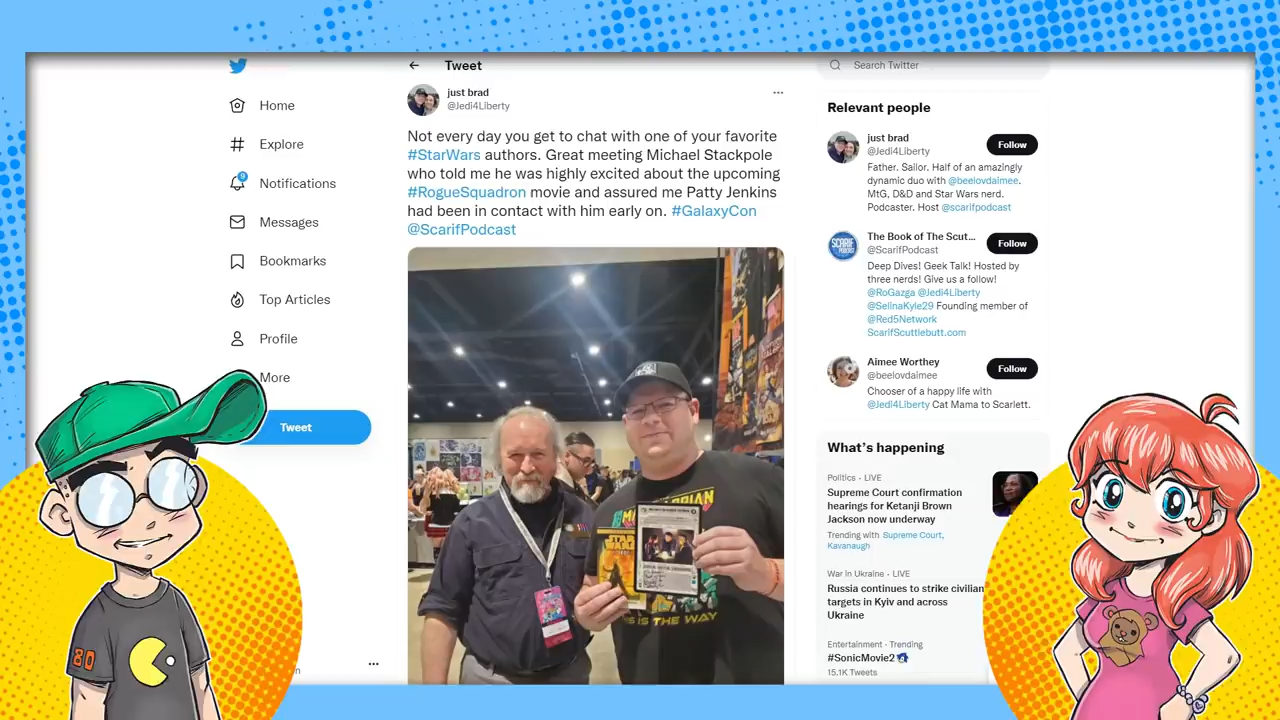 Home
Explore
9
Notifications
Messages
Bookmarks
Top Articles
Profile
More
Tweet
Tweet
just brad
@Jedi4Liberty
Not every day you get to chat with one of your favorite
#StarWars authors. Great meeting Michael Stackpole
who told me he was highly excited about the upcoming
#RogueSquadron movie and assured me Patty Jenkins
had been in contact with him early on. #GalaxyCon
@ScarifPodcast
STAR
WARS
THIS IS THE WAY
Search Twitter
Relevant people
just brad
@Jedi4Liberty
Follow
Father. Sailor. Half of an amazingly
dynamic duo with @beelovdaimee.
MtG, D&D and Star Wars nerd.
Podcaster. Host @scarifpodcast
The Book of The Scut...
@ScarifPodcast
Follow
SCARIF
PODCAST
Deep Dives! Geek Talk! Hosted by
three nerds! Give us a follow!
@RoGazga @Jedi4Liberty
@SelinaKyle29 Founding member of
@Red5Network
ScarifScuttlebutt.com
Aimee Worthey
@beelovdaimee
Follow
Chooser of a happy life with
@Jedi4Liberty Cat Mama to Scarlett.
What's happening
Politics · LIVE
Supreme Court confirmation
hearings for Ketanji Brown
Jackson now underway
Trending with Supreme Court,
Kavanaugh
War in Ukraine · LIVE
Russia continues to strike civilian
targets in Kyiv and across
Ukraine
Entertainment · Trending
#SonicMovie2
15.1K Tweets
80